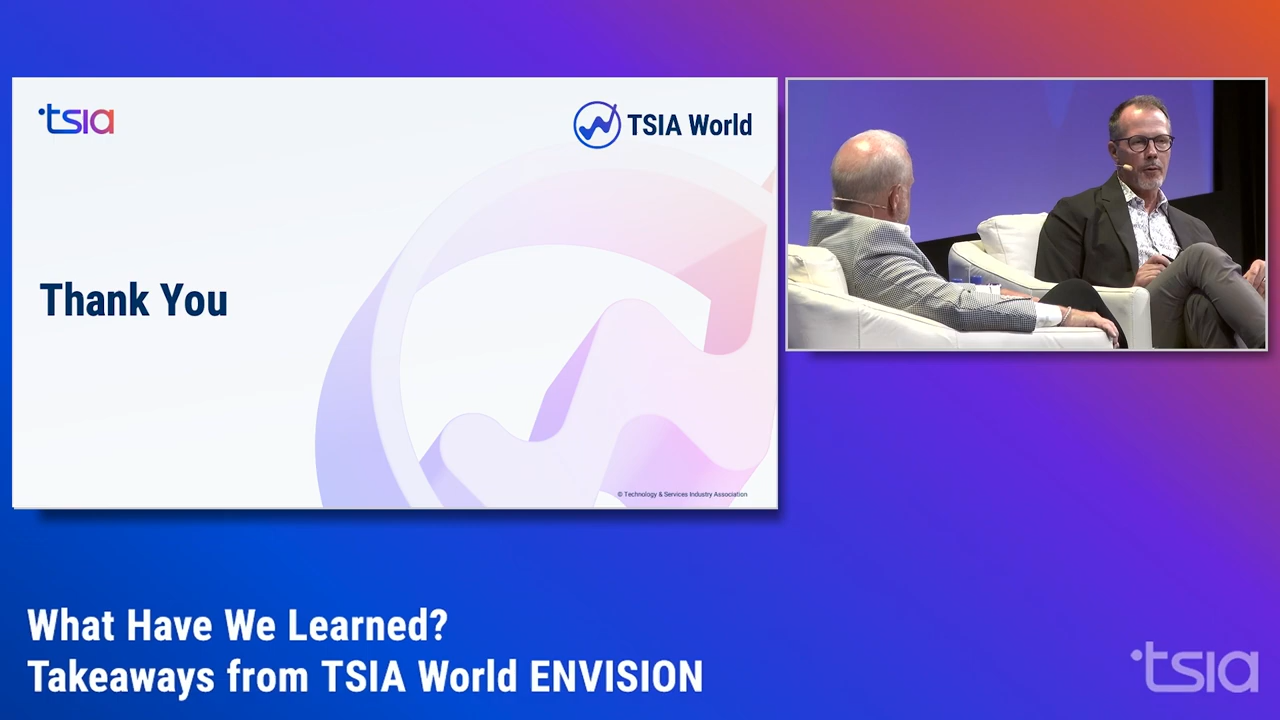 tsia
TSIA World
Thank You
© Technology & Services Industry Association
What Have We Learned?
Takeaways from TSIA World ENVISION
tsia